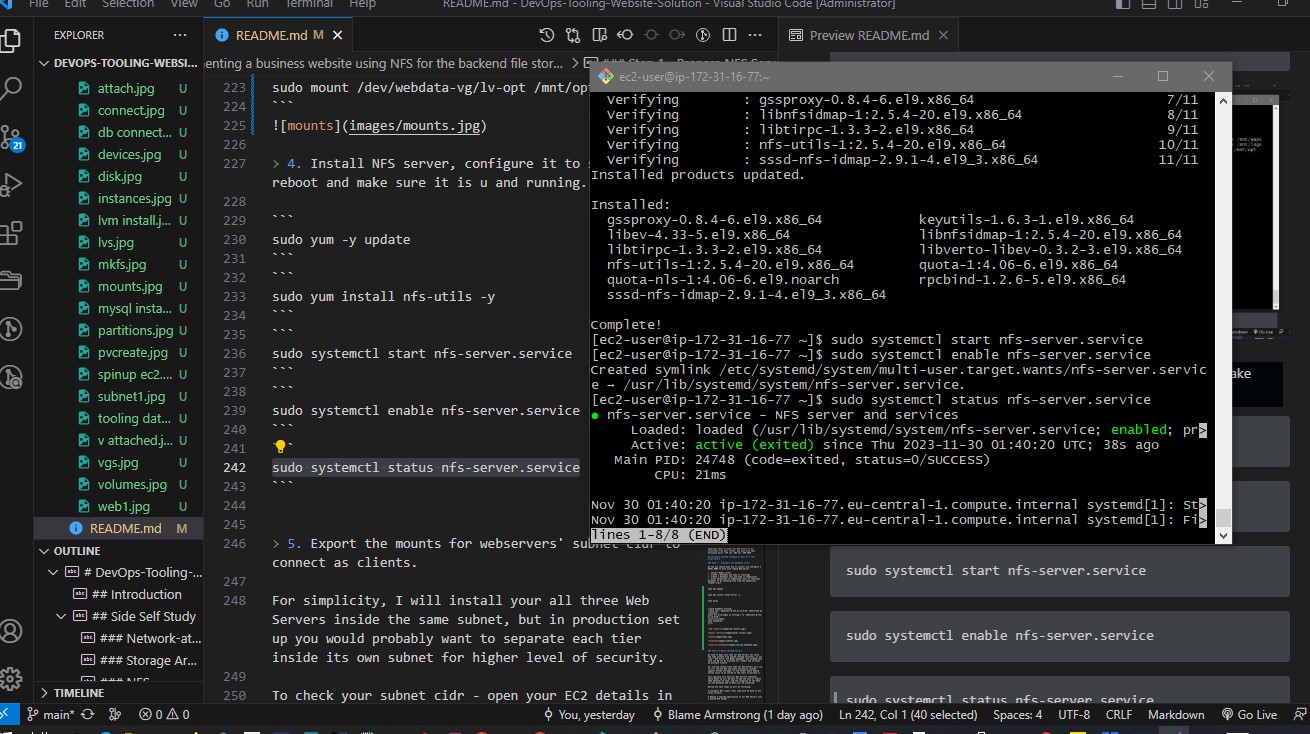 File Edit Selection View Go Run Terminal Help README.md - DevOps-Tooling-Website-Solution - Visual Studio Code [Administrator]
EXPLORER
DEVOPS-TOOLING-WEBSI...
attach.jpg U
connect.jpg U
db connect... U
devices.jpg U
disk.jpg U
instances.jpg U
lvm install.j... U
lvs.jpg U
mkfs.jpg U
mounts.jpg U
mysql insta... U
partitions.jpg U
pvcreate.jpg U
spinup ec2.... U
subnet1.jpg U
tooling dat... U
v attached.j... U
vgs.jpg U
volumes.jpg U
web1.jpg U
README.md M
OUTLINE
# DevOps-Tooling-...
## Introduction
## Side Self Study
### Network-at...
### Storage Ar...
### NFS
TIMELINE
21
README.md M
Preview README.md
enting a business website using NFS for the backend file stor... > ### Step 1 - Prepare NFS Serv
223 sudo mount /dev/webdata-vg/lv-opt /mnt/opt
224 ```
225 ![mounts](images/mounts.jpg)
226
227 > 4. Install NFS server, configure it to
reboot and make sure it is u and running.
228
229 ```
230 sudo yum -y update
231 ```
232 ```
233 sudo yum install nfs-utils -y
234 ```
235 ```
236 sudo systemctl start nfs-server.service
237 ```
238 ```
239 sudo systemctl enable nfs-server.service
240 ```
241 ```
242 sudo systemctl status nfs-server.service
243 ```
244
245
246 > 5. Export the mounts for webservers' subnet cidr to
connect as clients.
247
248 For simplicity, I will install your all three Web
Servers inside the same subnet, but in production set
up you would probably want to separate each tier
inside its own subnet for higher level of security.
249
250 To check your subnet cidr - open your EC2 details in
ec2-user@ip-172-31-16-77:~
Verifying : gssproxy-0.8.4-6.el9.x86_64 7/11
Verifying : libnfsidmap-1:2.5.4-20.el9.x86_64 8/11
Verifying : libtirpc-1.3.3-2.el9.x86_64 9/11
Verifying : nfs-utils-1:2.5.4-20.el9.x86_64 10/11
Verifying : sssd-nfs-idmap-2.9.1-4.el9_3.x86_64 11/11
Installed products updated.
Installed:
gssproxy-0.8.4-6.el9.x86_64 keyutils-1.6.3-1.el9.x86_64
libev-4.33-5.el9.x86_64 libnfsidmap-1:2.5.4-20.el9.x86_64
libtirpc-1.3.3-2.el9.x86_64 libverto-libev-0.3.2-3.el9.x86_64
nfs-utils-1:2.5.4-20.el9.x86_64 quota-1:4.06-6.el9.x86_64
quota-nls-1:4.06-6.el9.noarch rpcbind-1.2.6-5.el9.x86_64
sssd-nfs-idmap-2.9.1-4.el9_3.x86_64
Complete!
[ec2-user@ip-172-31-16-77 ~]$ sudo systemctl start nfs-server.service
[ec2-user@ip-172-31-16-77 ~]$ sudo systemctl enable nfs-server.service
Created symlink /etc/systemd/system/multi-user.target.wants/nfs-server.servic
e → /usr/lib/systemd/system/nfs-server.service.
[ec2-user@ip-172-31-16-77 ~]$ sudo systemctl status nfs-server.service
● nfs-server.service - NFS server and services
Loaded: loaded (/usr/lib/systemd/system/nfs-server.service; enabled; pr>
Active: active (exited) since Thu 2023-11-30 01:40:20 UTC; 38s ago
Main PID: 24748 (code=exited, status=0/SUCCESS)
CPU: 21ms
Nov 30 01:40:20 ip-172-31-16-77.eu-central-1.compute.internal systemd[1]: St>
Nov 30 01:40:20 ip-172-31-16-77.eu-central-1.compute.internal systemd[1]: Fi>
lines 1-8/8 (END)
ake
sudo systemctl start nfs-server.service
sudo systemctl enable nfs-server.service
sudo systemctl status nfs-server.service
main* 0 0 You, yesterday Blame Armstrong (1 day ago) Ln 242, Col 1 (40 selected) Spaces: 4 UTF-8 CRLF Markdown Go Live